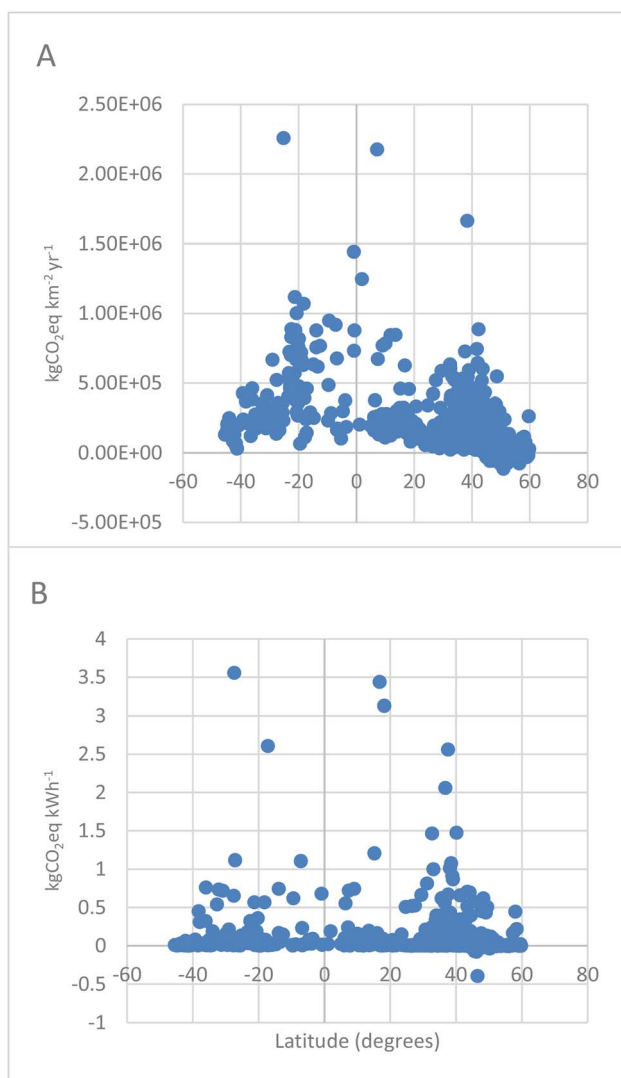 A
2.50E+06
2.00E+06
1.50E+06
1.00E+06
5.00E+05
0.00E+00
-60 -40 -20 0 20 40 60 80
-5.00E+05
kgCO₂eq km⁻² yr⁻¹
B
4
3.5
3
2.5
2
1.5
1
0.5
0
-60 -40 -20 0 20 40 60 80
-0.5
-1
kgCO₂eq kWh⁻¹
Latitude (degrees)